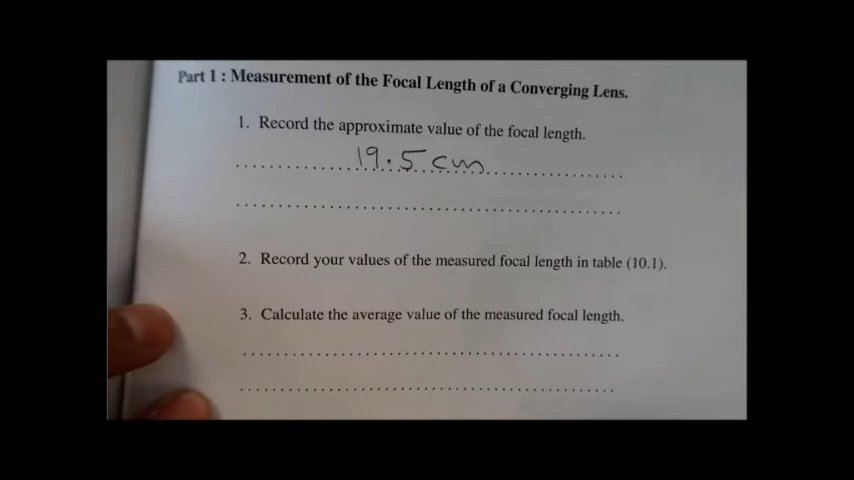 Part 1 : Measurement of the Focal Length of a Converging Lens.
1. Record the approximate value of the focal length.
19.5 cm
2. Record your values of the measured focal length in table (10.1).
3. Calculate the average value of the measured focal length.